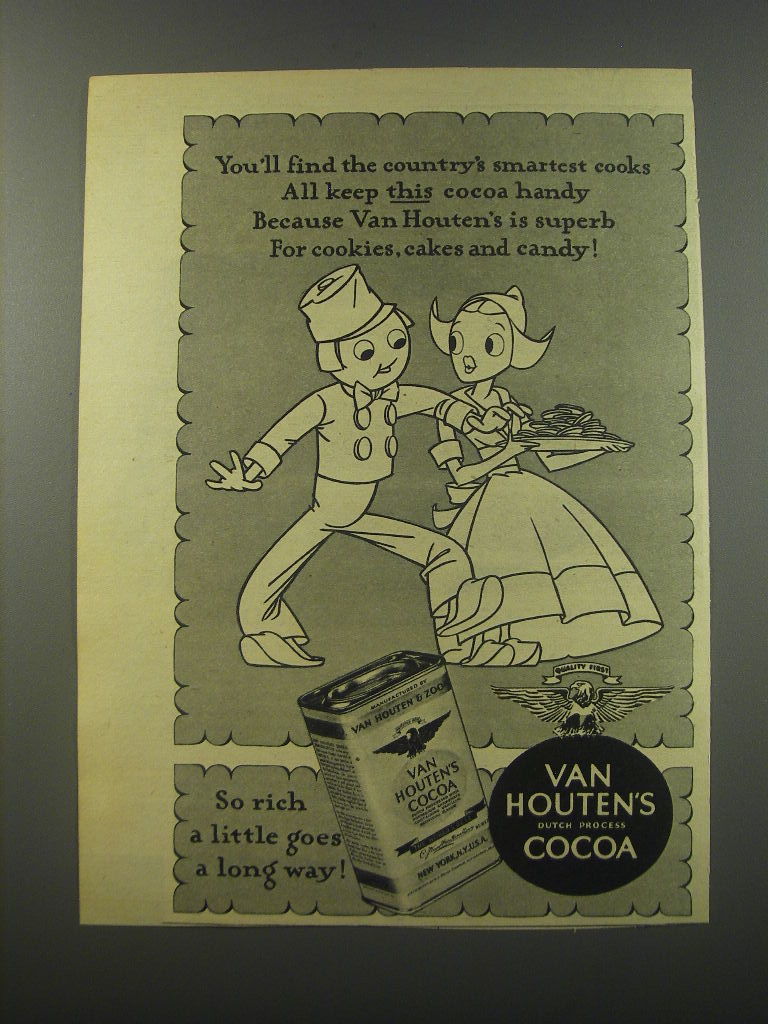 You'll find the country's smartest cooks
All keep this cocoa handy
Because Van Houten's is superb
For cookies, cakes and candy!
MANUFACTURED BY
VAN HOUTEN & ZOON
VAN
HOUTEN'S
COCOA
NEW YORK, N.Y. U.S.A.
So rich
a little goes
a long way!
QUALITY FIRST
VAN
HOUTEN'S
DUTCH PROCESS
COCOA